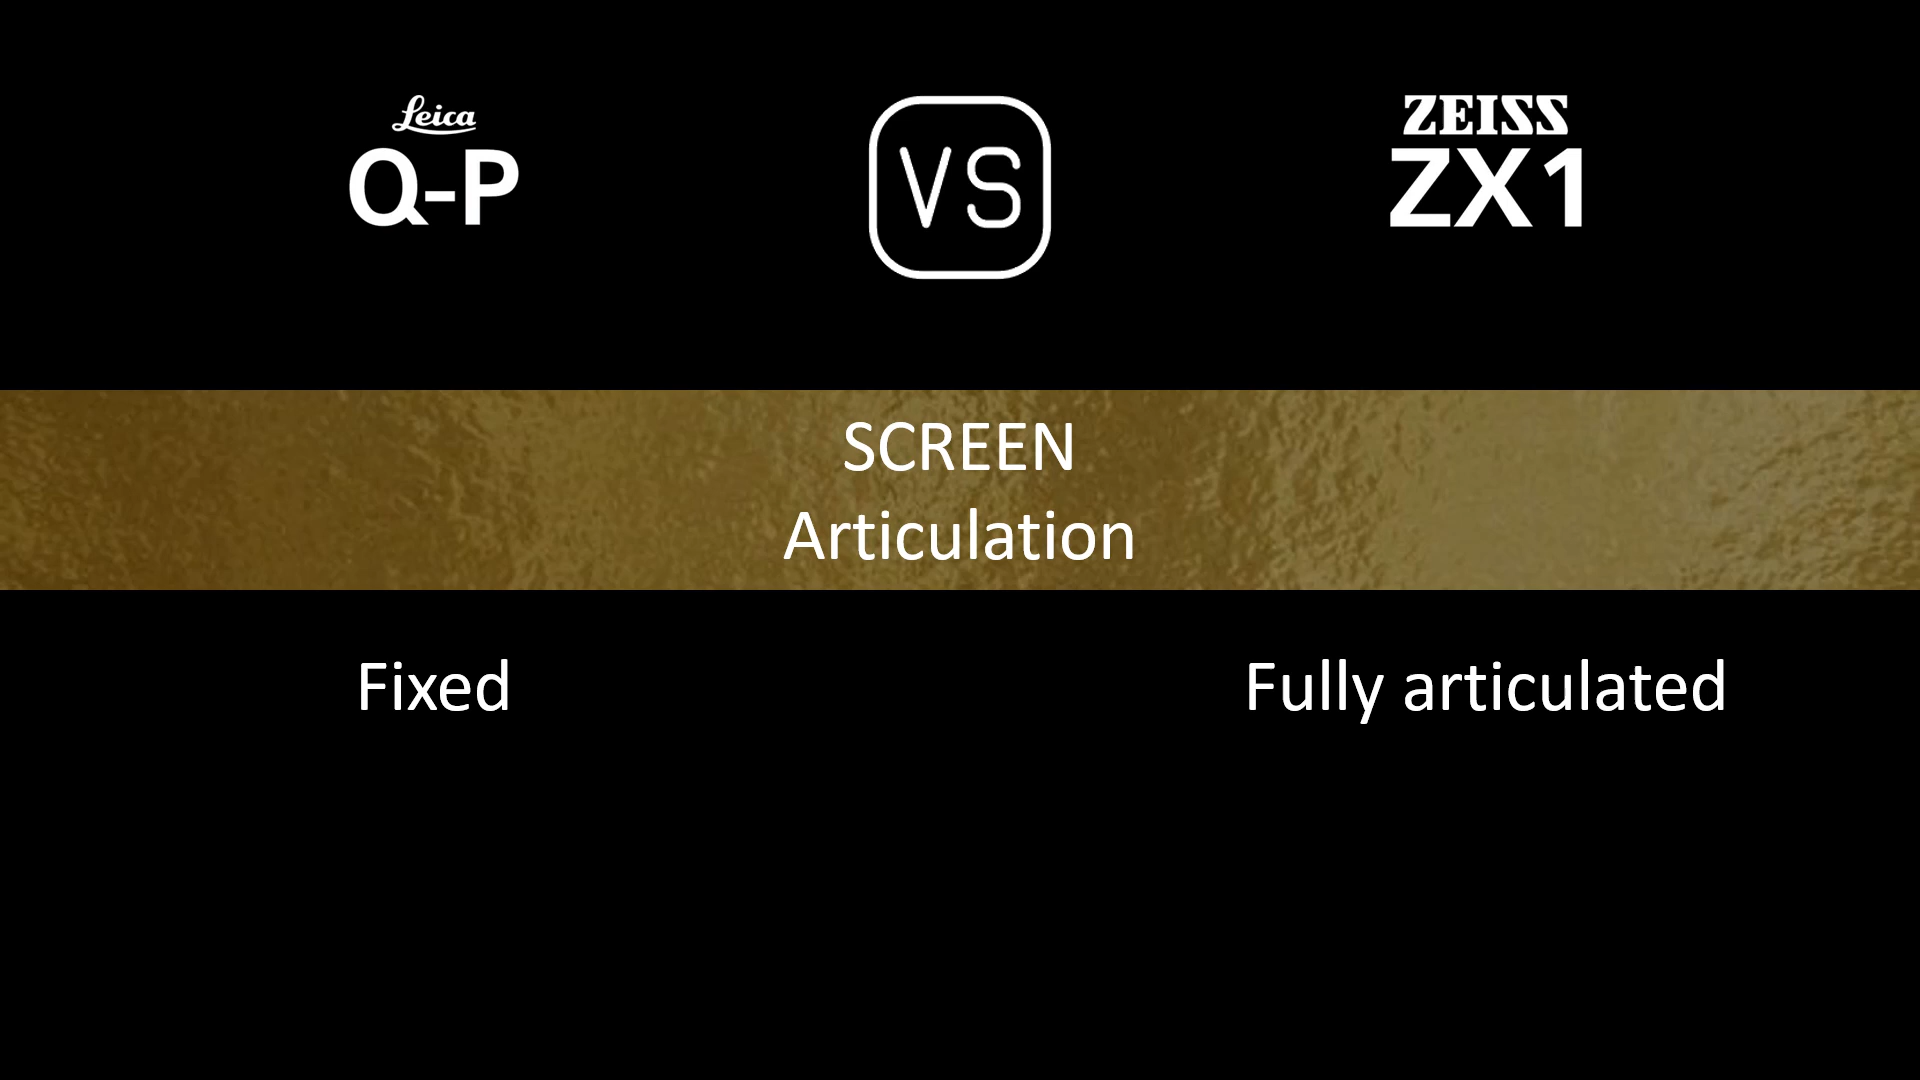 Leica
Q-P
VS
ZEISS
ZX1
SCREEN
Articulation
Fixed
Fully articulated